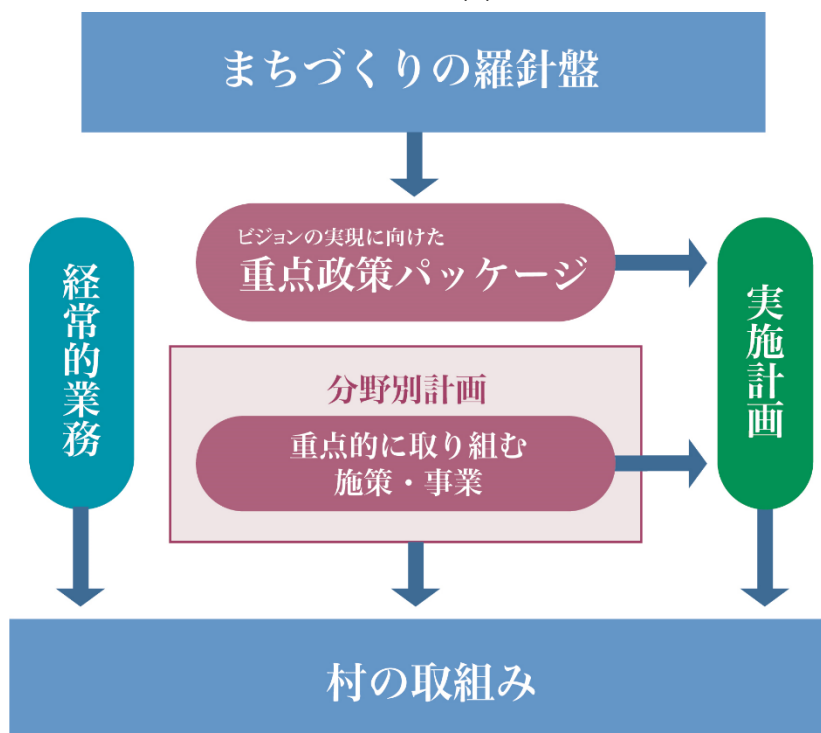 まちづくりの羅針盤
ビジョンの実現に向けた
重点政策パッケージ
経常的業務
実施計画
分野別計画
重点的に取り組む
施策・事業
村の取組み